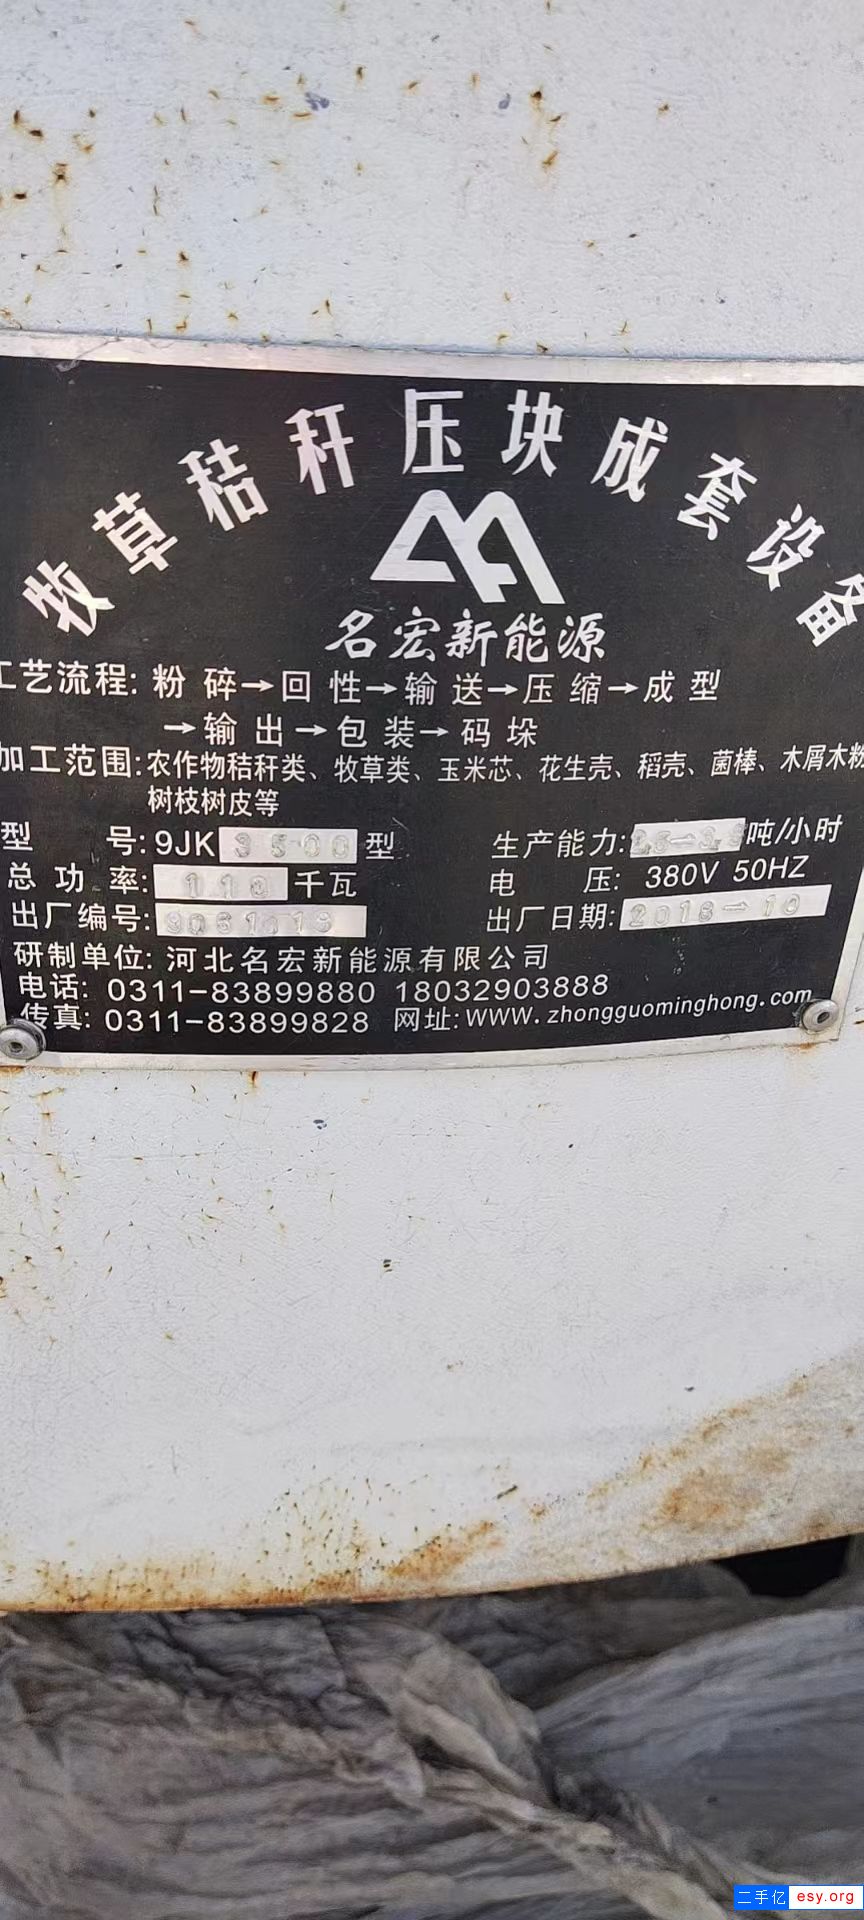 牧草秸秆压块成套设备
名宏新能源
工艺流程: 粉碎→回性→输送→压缩→成型
→输出→包装→码垛
加工范围: 农作物秸秆类、牧草类、玉米芯、花生壳、稻壳、菌棒、木屑木粉
树枝树皮等
型号: 9JK 3500 型 生产能力: 吨/小时
总功率: 110 千瓦 电压: 380V 50HZ
出厂编号: 出厂日期: 2018-10
研制单位: 河北名宏新能源有限公司
电话: 0311-83899880 18032903888
传真: 0311-83899828 网址: WWW.zhongguominghong.com
二手亿 esy.org